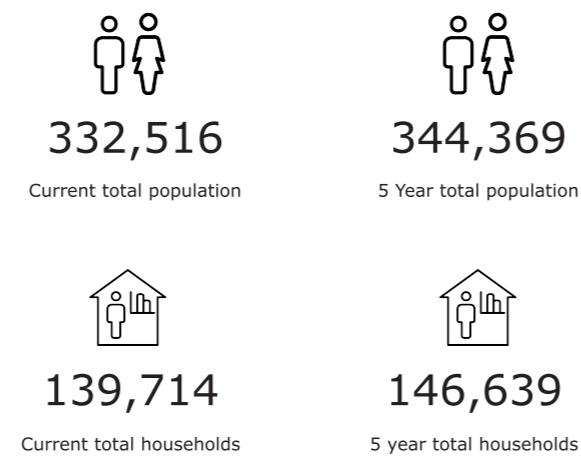 332,516
344,369
Current total population
5 Year total population
139,714
146,639
Current total households
5 year total households